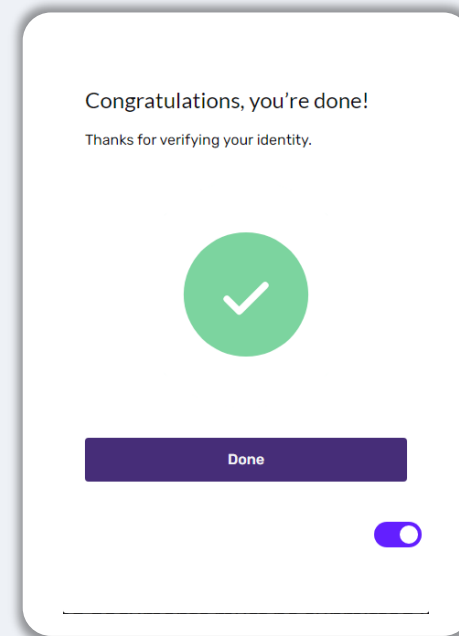 Congratulations, you’re done!
Thanks for verifying your identity.
Done